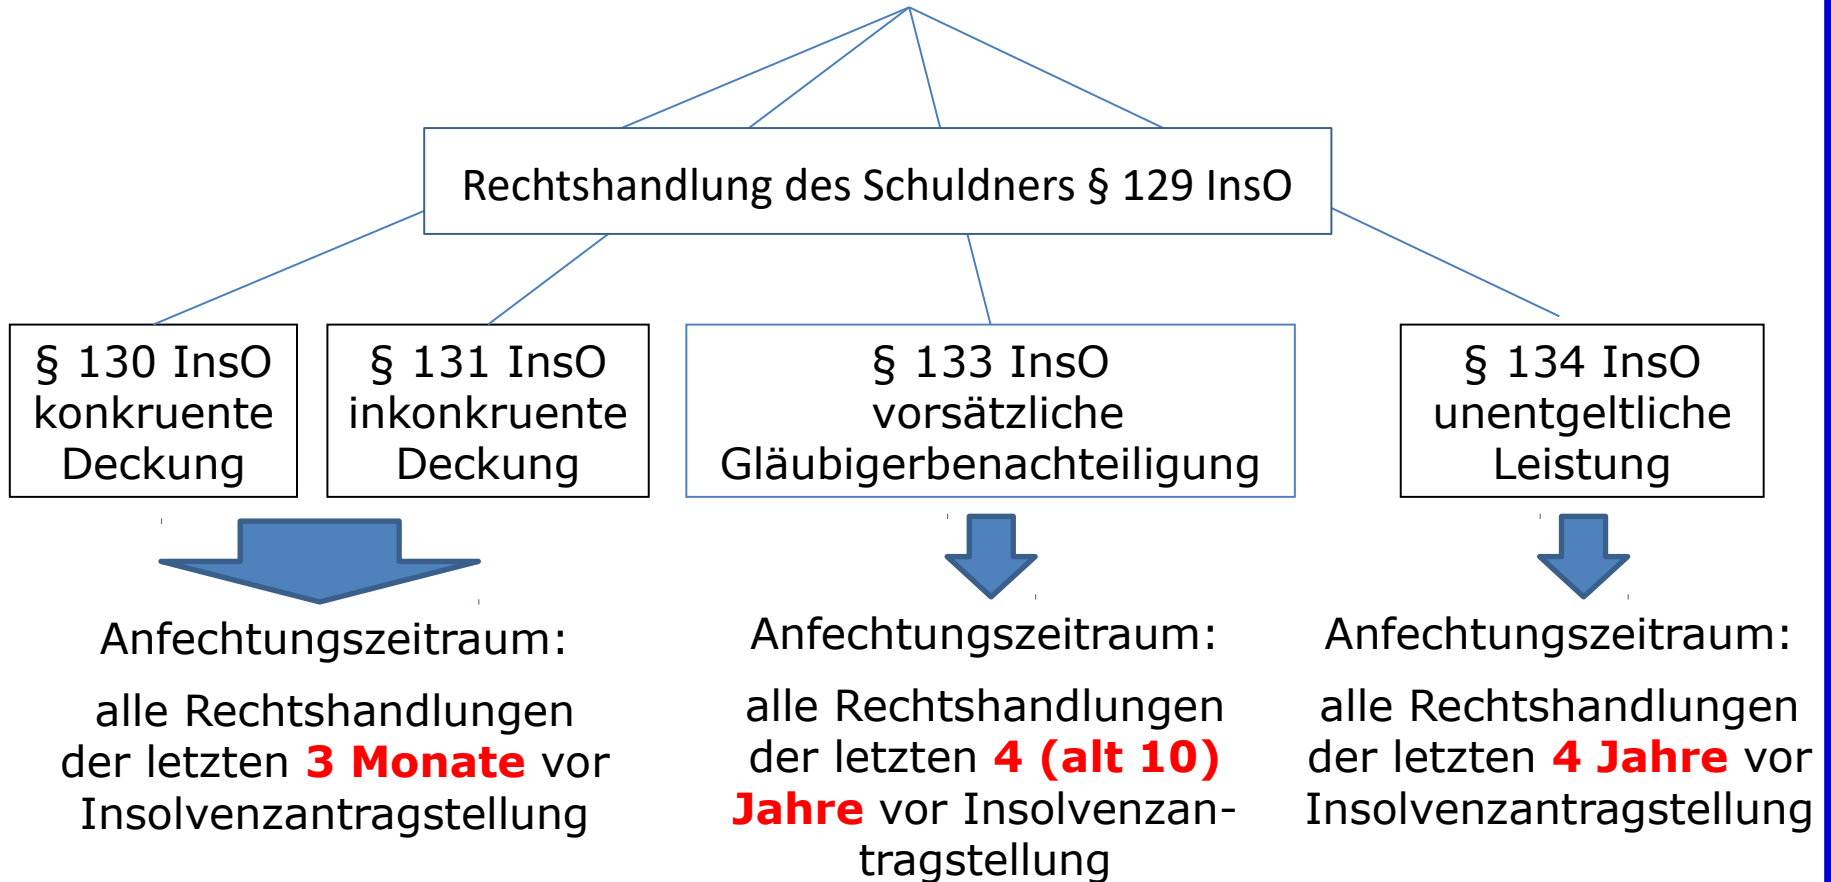 Rechtshandlung des Schuldners § 129 InsO
§ 130 InsO
konkruente
Deckung
§ 131 InsO
inkonkruente
Deckung
§ 133 InsO
vorsätzliche
Gläubigerbenachteiligung
§ 134 InsO
unentgeltliche
Leistung
Anfechtungszeitraum:
alle Rechtshandlungen
der letzten 3 Monate vor
Insolvenzantragstellung
Anfechtungszeitraum:
alle Rechtshandlungen
der letzten 4 (alt 10)
Jahre vor Insolvenzan-
tragstellung
Anfechtungszeitraum:
alle Rechtshandlungen
der letzten 4 Jahre vor
Insolvenzantragstellung